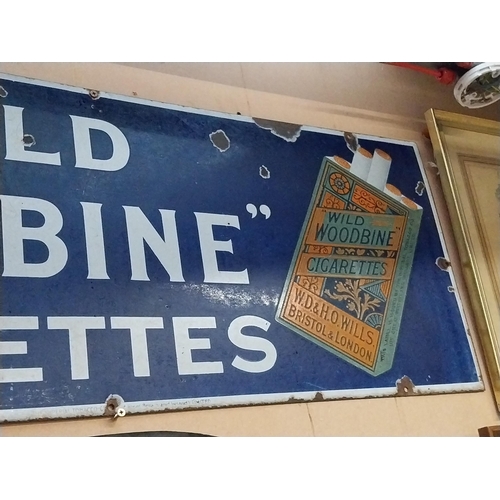 LD
BINE"
ETTES
"WILD
WOODBINE"
CIGARETTES
W.D.& H.O. WILLS.
BRISTOL & LONDON.